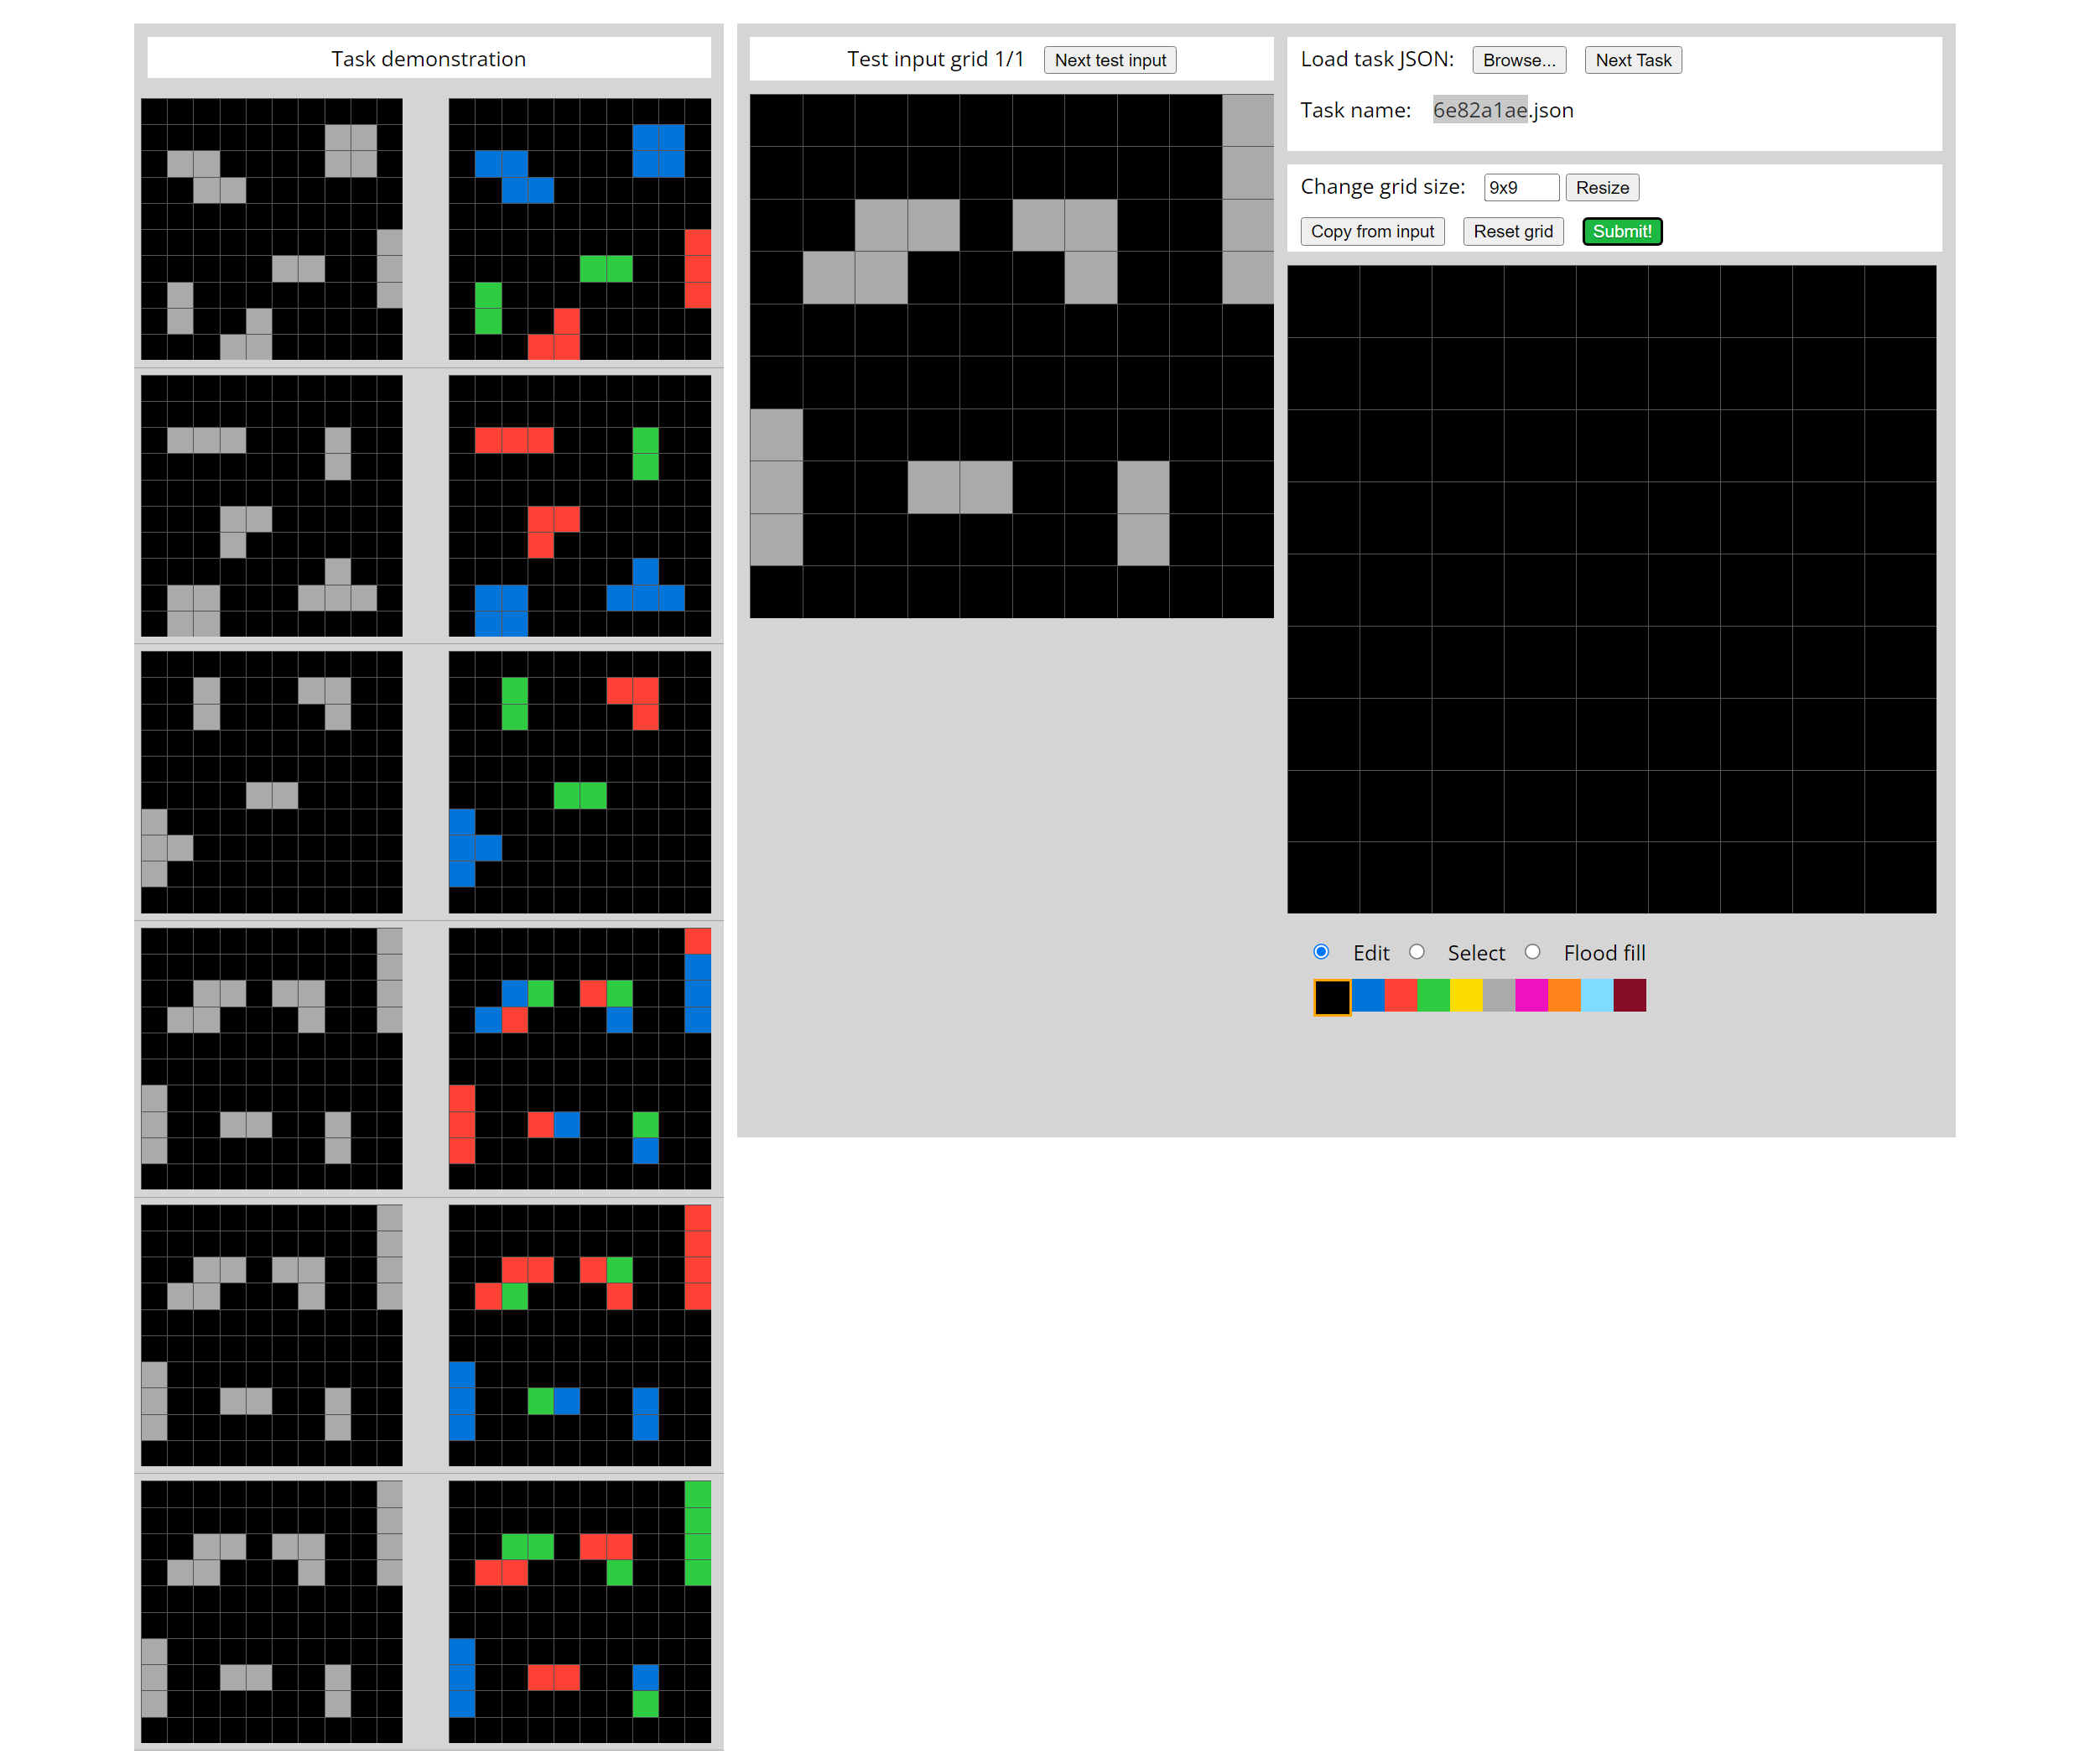 Task demonstration
Test input grid 1/1 Next test input
Load task JSON: Browse... Next Task
Task name: 6e82a1ae.json
Change grid size: 9x9 Resize
Copy from input Reset grid Submit!
Edit Select Flood fill